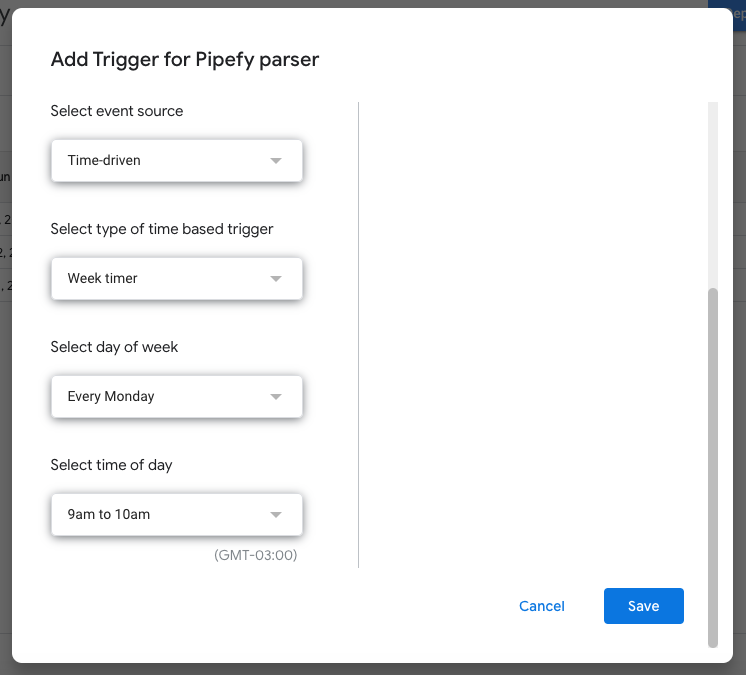 Add Trigger for Pipefy parser
Select event source
Time-driven
Select type of time based trigger
Week timer
Select day of week
Every Monday
Select time of day
9am to 10am
(GMT-03:00)
Cancel
Save